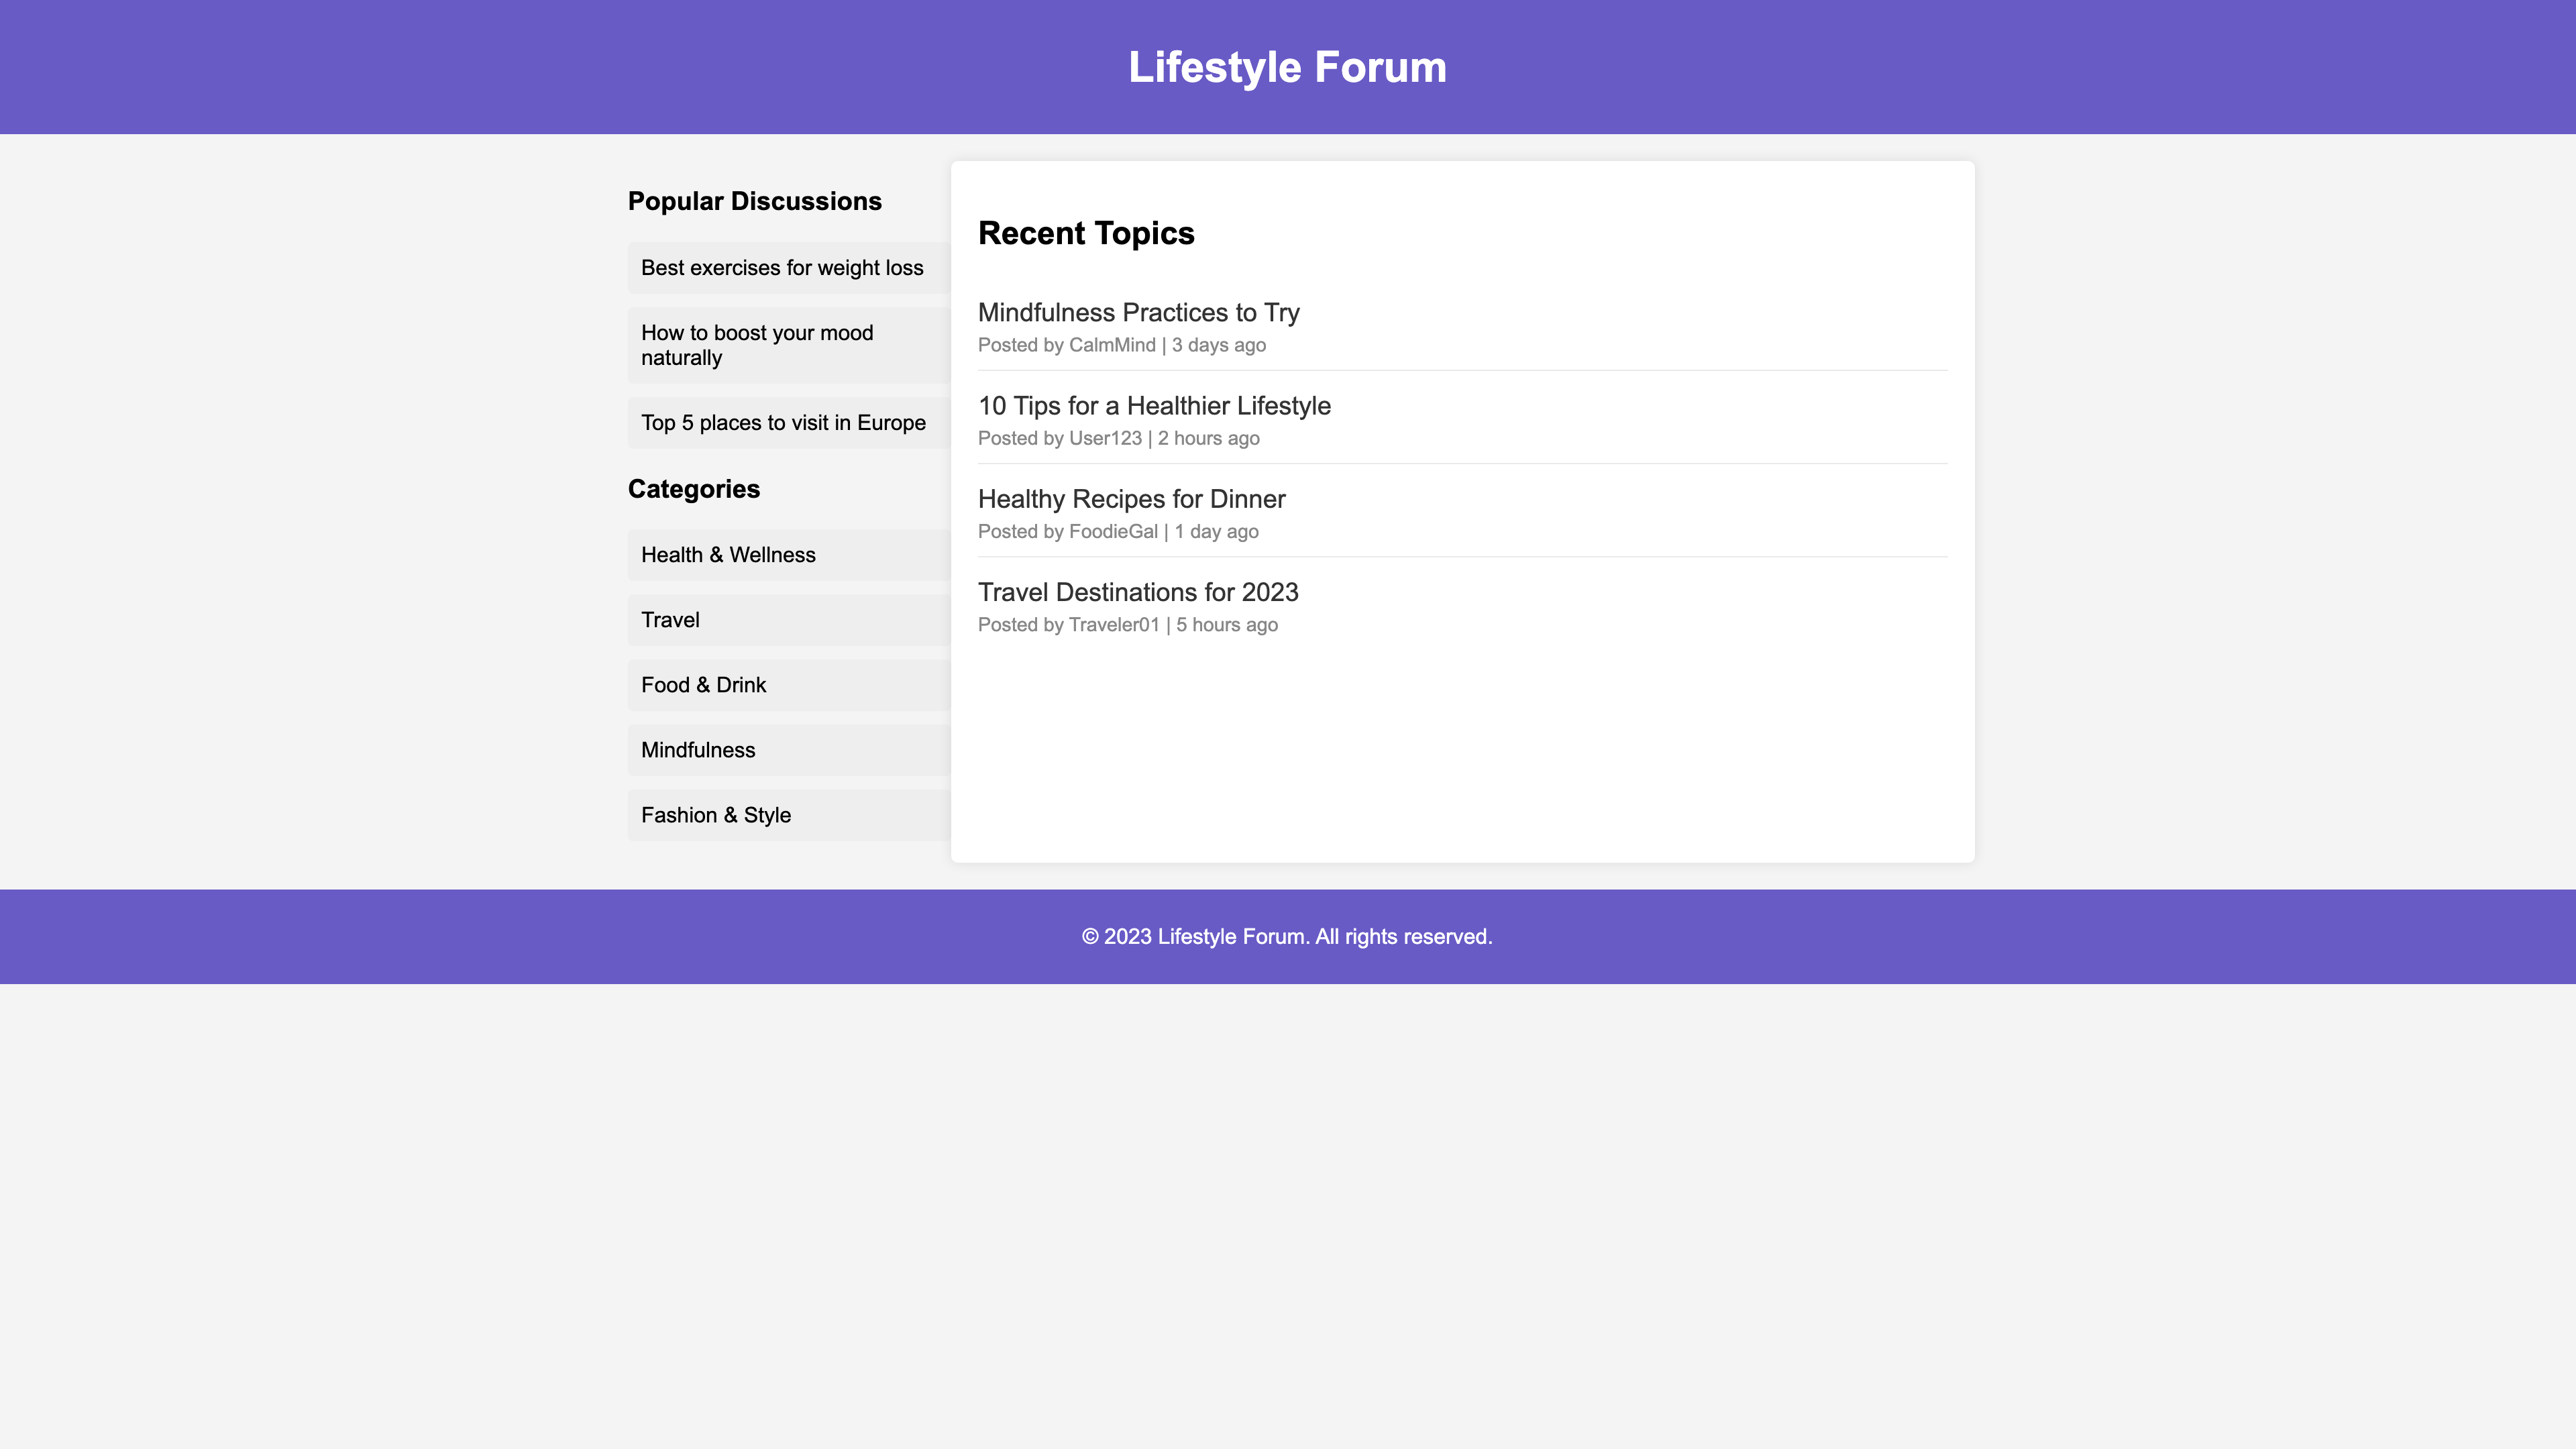 Lifestyle Forum
Popular Discussions
Best exercises for weight loss
How to boost your mood
naturally
Top 5 places to visit in Europe
Categories
Health & Wellness
Travel
Food & Drink
Mindfulness
Fashion & Style
Recent Topics
Mindfulness Practices to Try
Posted by CalmMind | 3 days ago
10 Tips for a Healthier Lifestyle
Posted by User123 | 2 hours ago
Healthy Recipes for Dinner
Posted by FoodieGal | 1 day ago
Travel Destinations for 2023
Posted by Traveler01 | 5 hours ago
© 2023 Lifestyle Forum. All rights reserved.